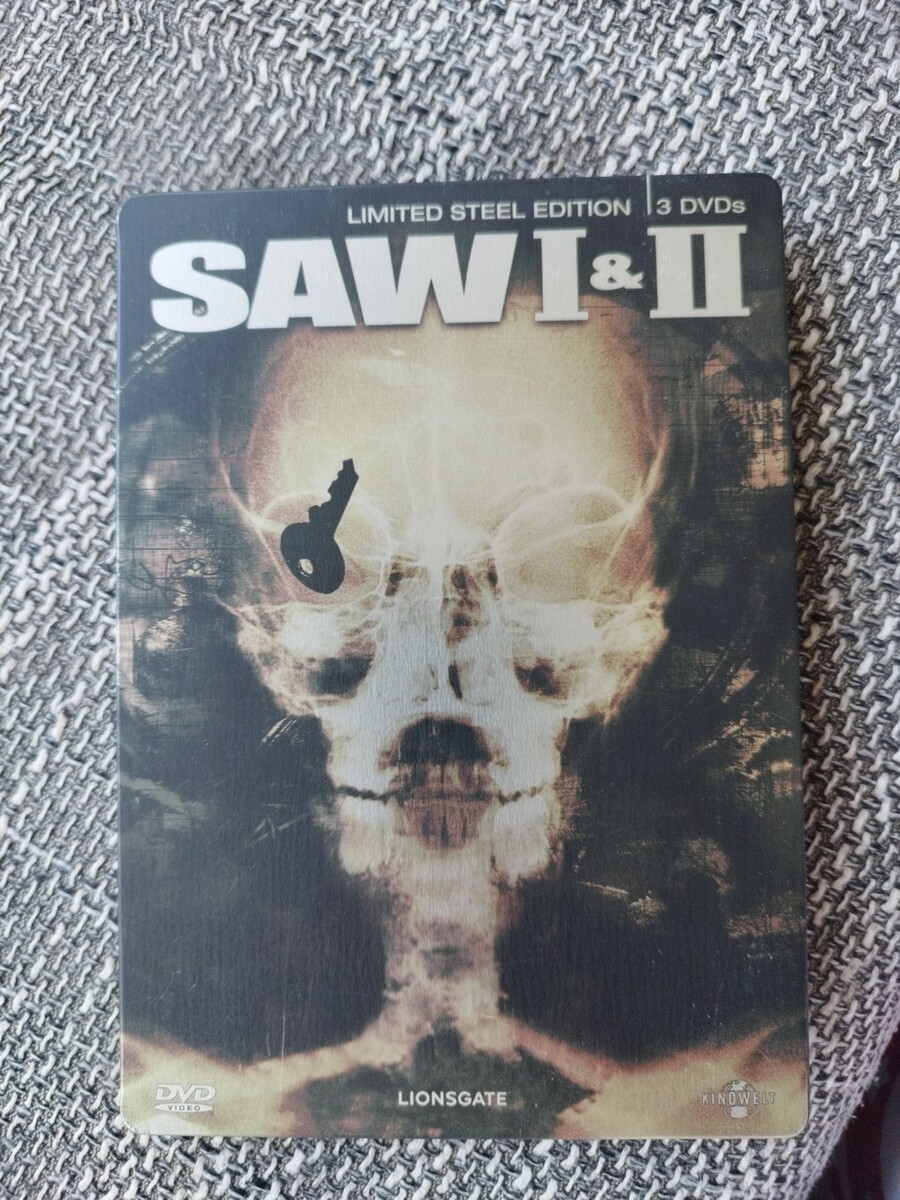 LIMITED STEEL EDITION | 3 DVDs
SAW I & II
DVD
VIDEO
LIONSGATE
KINOWELT